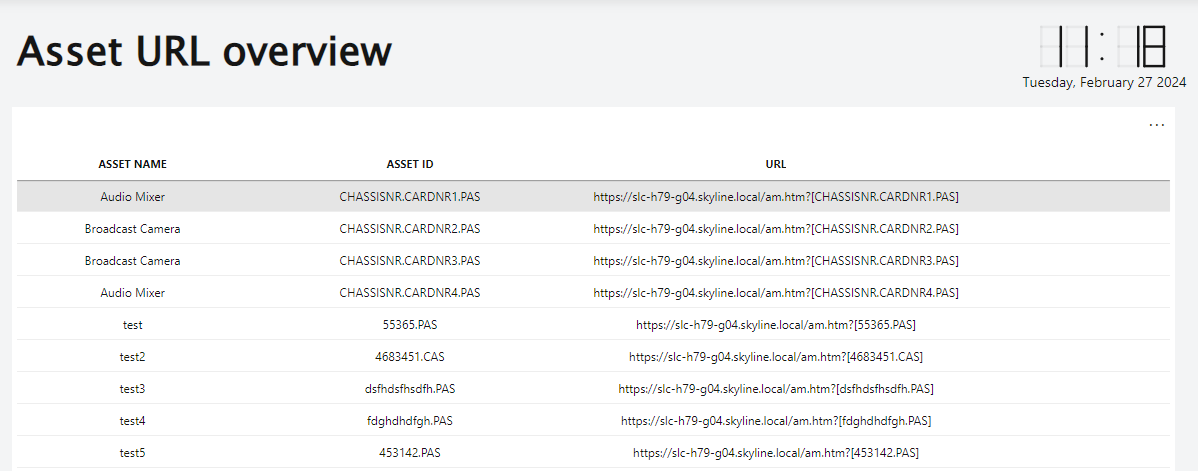 Asset URL overview
11:18
Tuesday, February 27 2024
...
ASSET NAME ASSET ID URL
Audio Mixer CHASSISNR.CARDNR1.PAS https://slc-h79-g04.skyline.local/am.htm?[CHASSISNR.CARDNR1.PAS]
Broadcast Camera CHASSISNR.CARDNR2.PAS https://slc-h79-g04.skyline.local/am.htm?[CHASSISNR.CARDNR2.PAS]
Broadcast Camera CHASSISNR.CARDNR3.PAS https://slc-h79-g04.skyline.local/am.htm?[CHASSISNR.CARDNR3.PAS]
Audio Mixer CHASSISNR.CARDNR4.PAS https://slc-h79-g04.skyline.local/am.htm?[CHASSISNR.CARDNR4.PAS]
test 55365.PAS https://slc-h79-g04.skyline.local/am.htm?[55365.PAS]
test2 4683451.CAS https://slc-h79-g04.skyline.local/am.htm?[4683451.CAS]
test3 dsfhdsfhsdfh.PAS https://slc-h79-g04.skyline.local/am.htm?[dsfhdsfhsdfh.PAS]
test4 fdghdhdfgh.PAS https://slc-h79-g04.skyline.local/am.htm?[fdghdhdfgh.PAS]
test5 453142.PAS https://slc-h79-g04.skyline.local/am.htm?[453142.PAS]